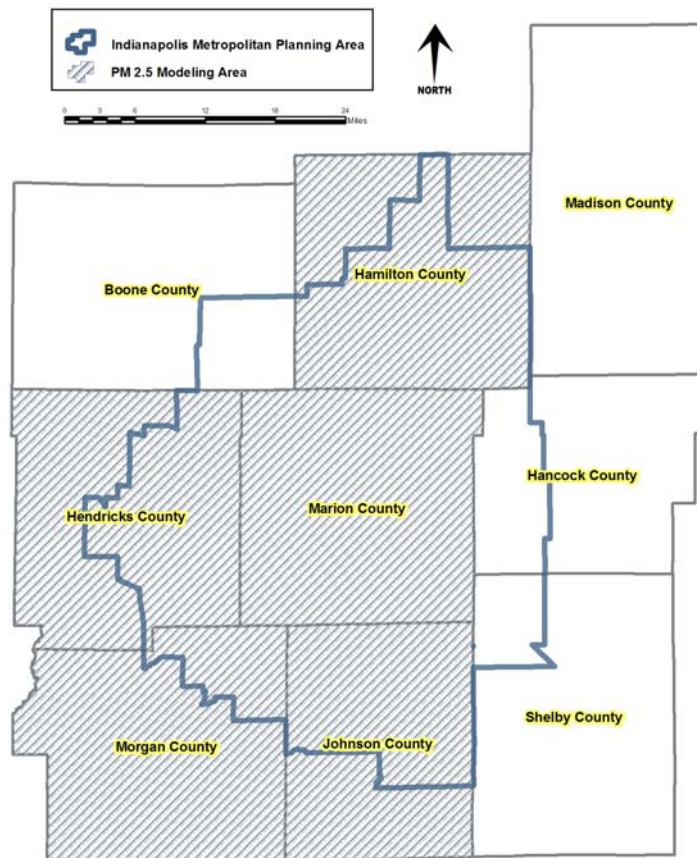 Indianapolis Metropolitan Planning Area
PM 2.5 Modeling Area
NORTH
0 3 6 12 18 24
Miles
Madison County
Hamilton County
Boone County
Hancock County
Marion County
Hendricks County
Shelby County
Johnson County
Morgan County